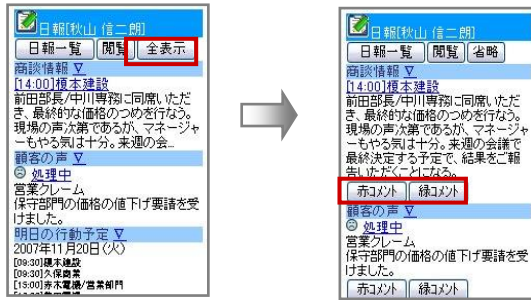 日報[秋山 信二朗]
日報一覧 閲覧 全表示
商談情報 ▽
[14:00]榎本建設
前田部長/中川専務に同席いただ
き、最終的な価格のつめを行なう。
現場の声次第であるが、マネージャ
ーもやる気は十分。来週の会...
顧客の声 ▽
処理中
営業クレーム
保守部門の価格の値下げ要請を受
けました。
明日の行動予定 ▽
2007年11月20日(火)
[09:30]榎本建設
[09:30]久保商業
[15:00]赤木電機/営業部門
日報[秋山 信二朗]
日報一覧 閲覧 省略
商談情報 ▽
[14:00]榎本建設
前田部長/中川専務に同席いただ
き、最終的な価格のつめを行なう。
現場の声次第であるが、マネージャ
ーもやる気は十分。来週の会議で
最終決定する予定で、結果をご報
告いただくことになる。
赤コメント 緑コメント
顧客の声 ▽
処理中
営業クレーム
保守部門の価格の値下げ要請を受
けました。
赤コメント 緑コメント